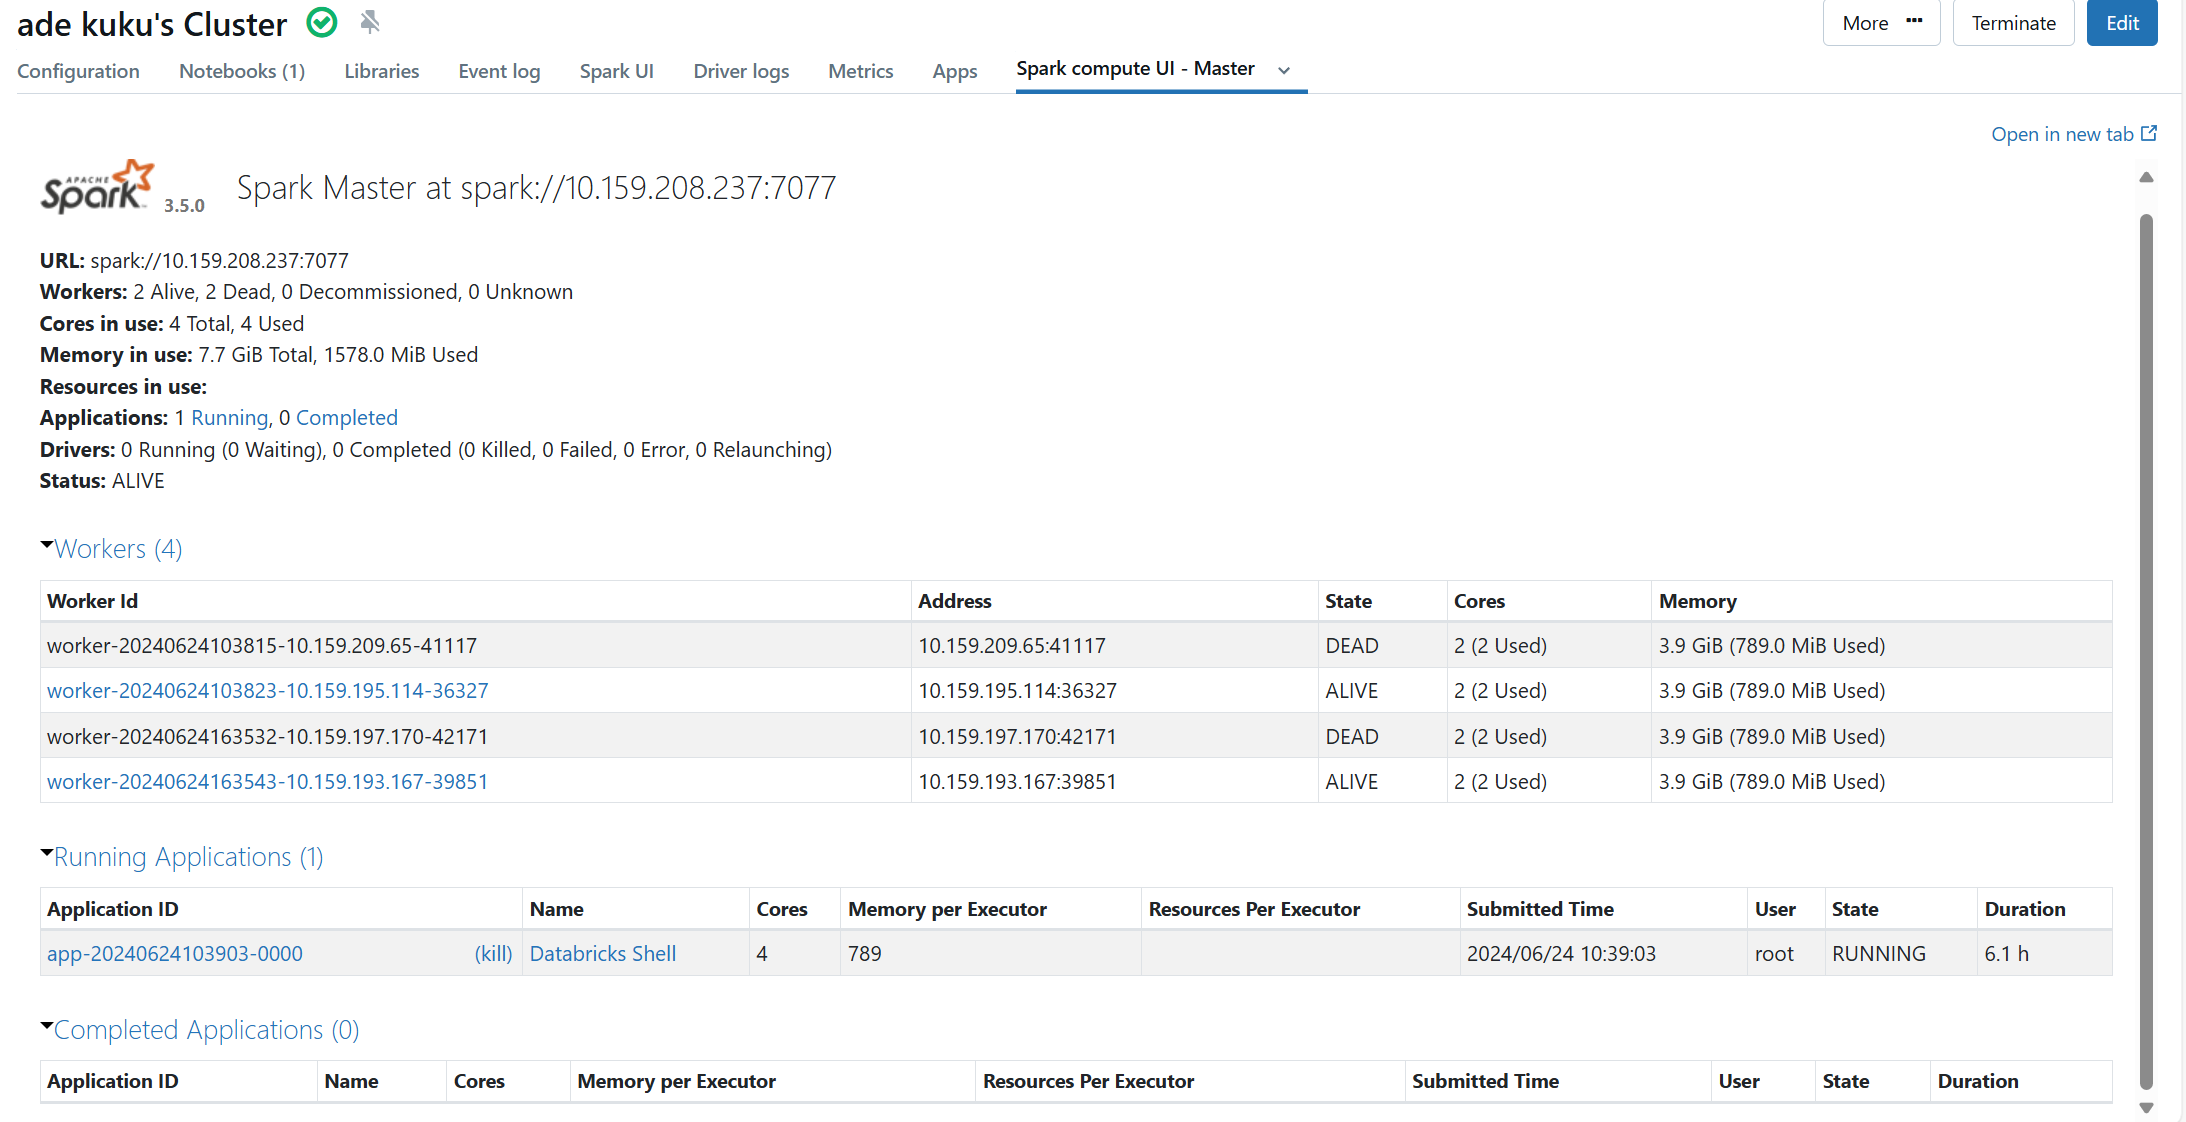 ade kuku's Cluster
More ··· Terminate Edit
Configuration Notebooks (1) Libraries Event log Spark UI Driver logs Metrics Apps Spark compute UI - Master
Open in new tab
APACHE Spark™ 3.5.0 Spark Master at spark://10.159.208.237:7077
URL: spark://10.159.208.237:7077
Workers: 2 Alive, 2 Dead, 0 Decommissioned, 0 Unknown
Cores in use: 4 Total, 4 Used
Memory in use: 7.7 GiB Total, 1578.0 MiB Used
Resources in use:
Applications: 1 Running, 0 Completed
Drivers: 0 Running (0 Waiting), 0 Completed (0 Killed, 0 Failed, 0 Error, 0 Relaunching)
Status: ALIVE
Workers (4)
Worker Id Address State Cores Memory
worker-20240624103815-10.159.209.65-41117 10.159.209.65:41117 DEAD 2 (2 Used) 3.9 GiB (789.0 MiB Used)
worker-20240624103823-10.159.195.114-36327 10.159.195.114:36327 ALIVE 2 (2 Used) 3.9 GiB (789.0 MiB Used)
worker-20240624163532-10.159.197.170-42171 10.159.197.170:42171 DEAD 2 (2 Used) 3.9 GiB (789.0 MiB Used)
worker-20240624163543-10.159.193.167-39851 10.159.193.167:39851 ALIVE 2 (2 Used) 3.9 GiB (789.0 MiB Used)
Running Applications (1)
Application ID Name Cores Memory per Executor Resources Per Executor Submitted Time User State Duration
app-20240624103903-0000 (kill) Databricks Shell 4 789 2024/06/24 10:39:03 root RUNNING 6.1 h
Completed Applications (0)
Application ID Name Cores Memory per Executor Resources Per Executor Submitted Time User State Duration